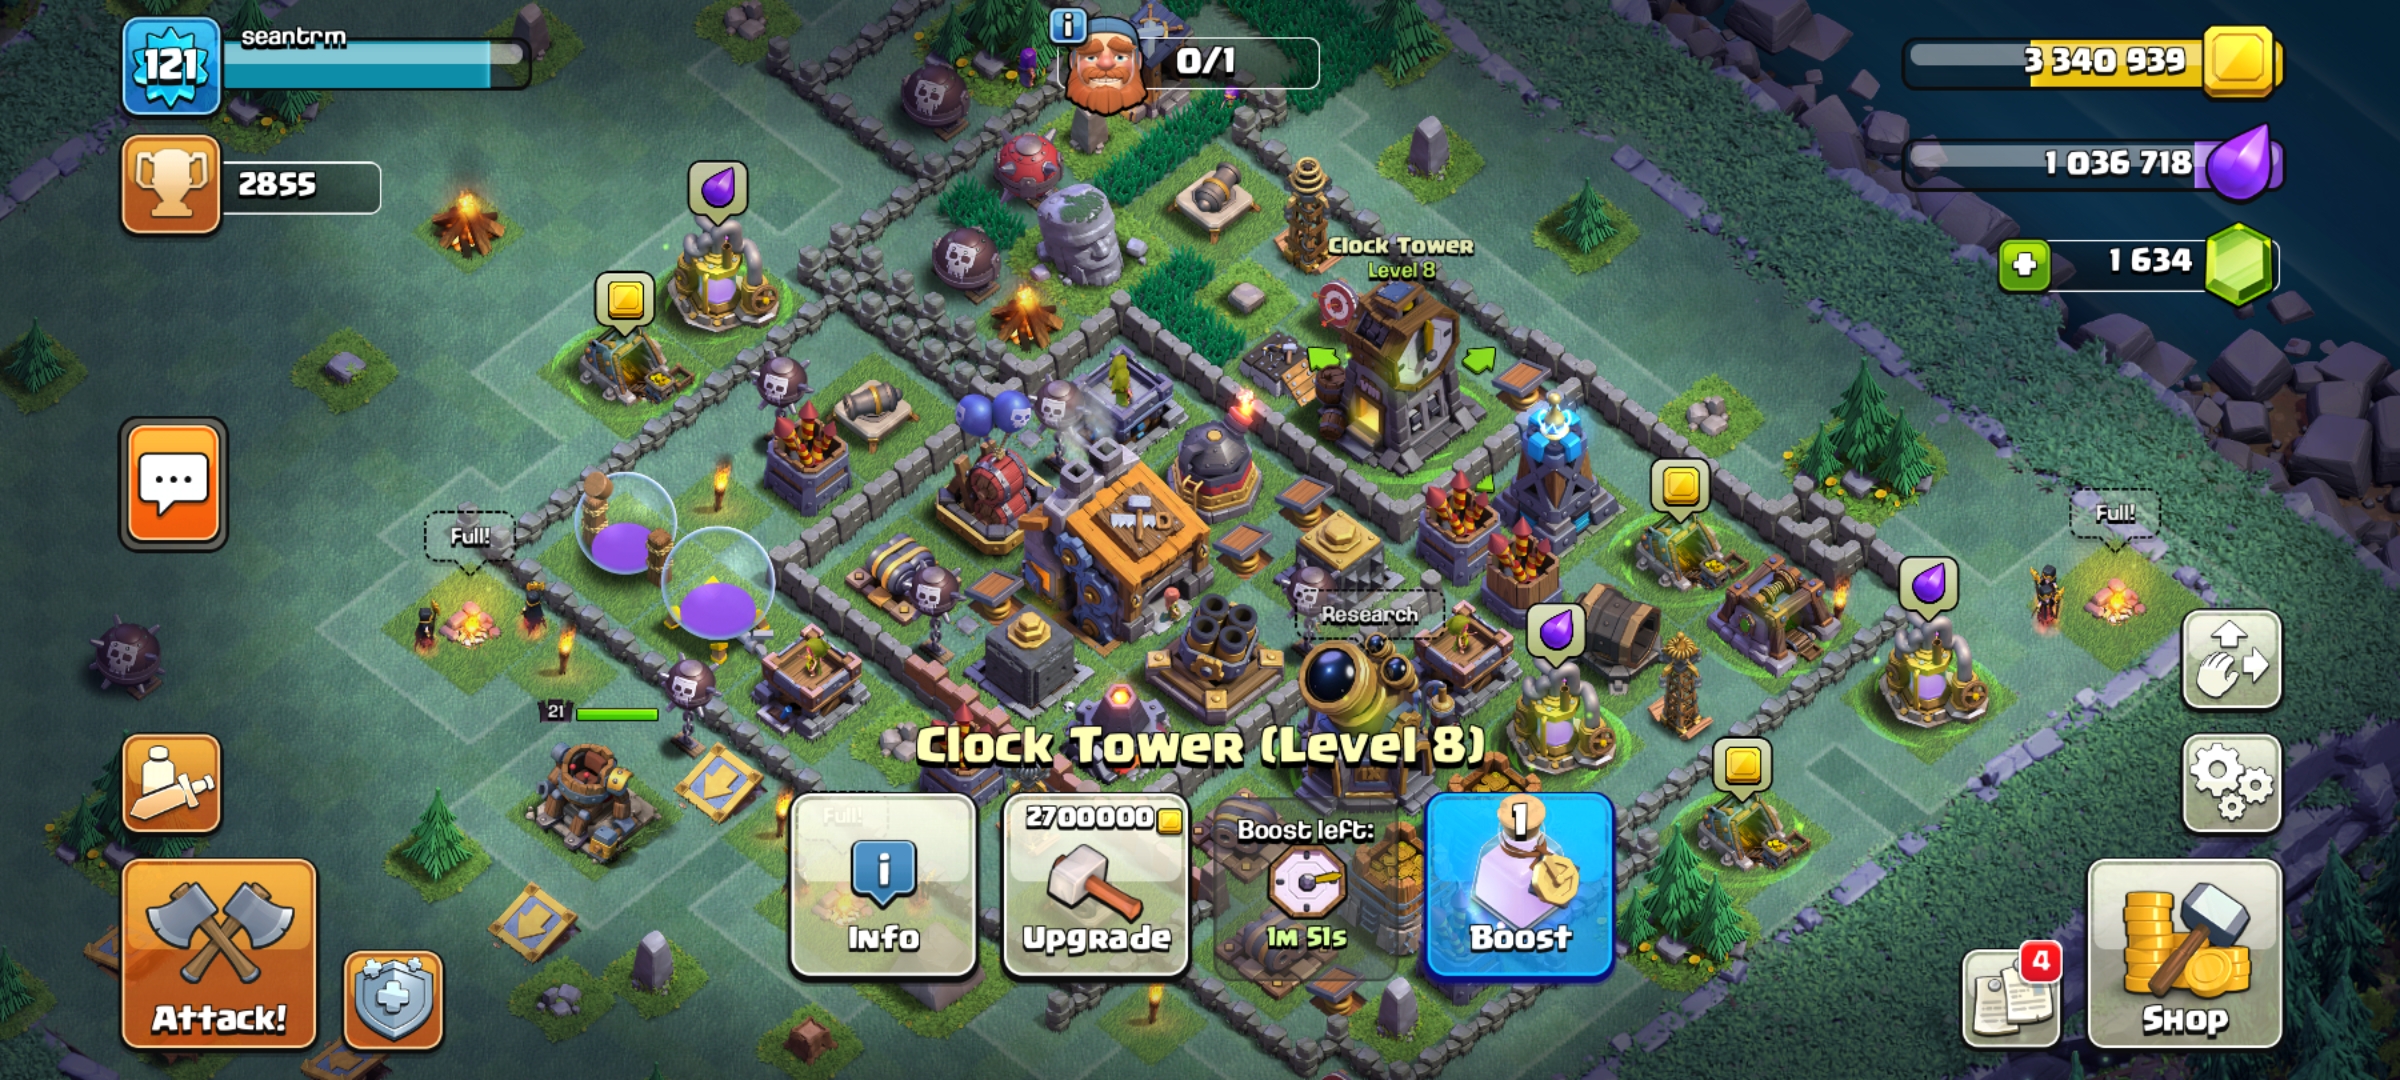 121
seantrm
0/1
3 340 939
2855
1 036 718
1 634
Clock Tower
Level 8
Full!
Full!
Research
21
Clock Tower (Level 8)
Full!
2700000
Boost left:
1
Info
Upgrade
1m 51s
Boost
Attack!
4
Shop